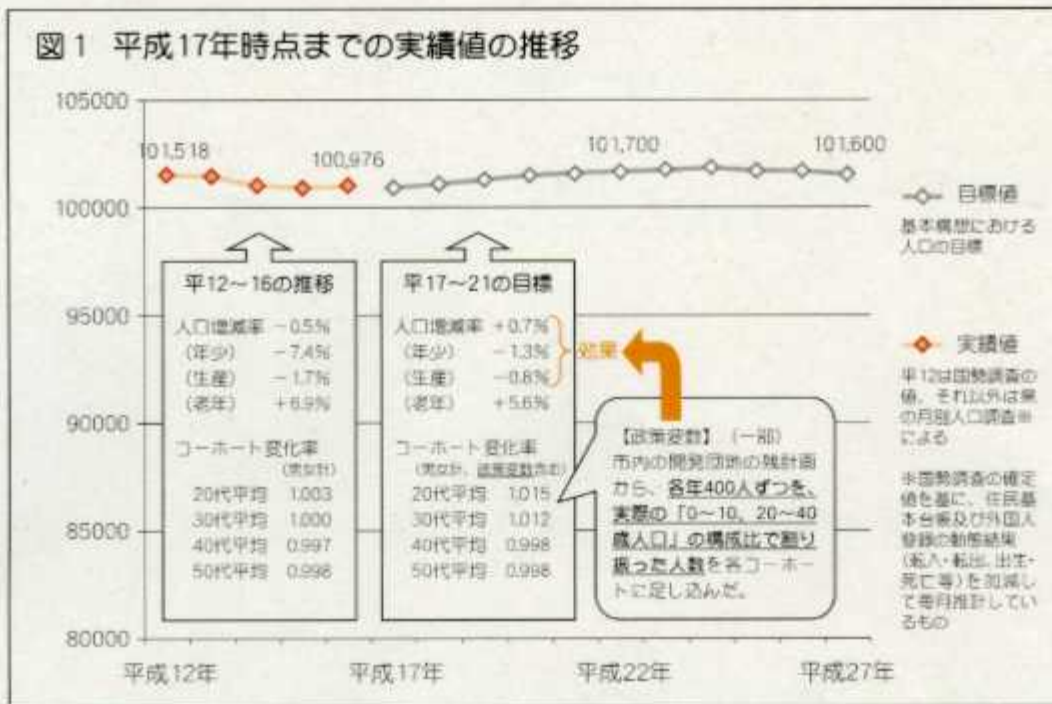 図1 平成17年時点までの実績値の推移
105000
101,518
100,976
101,700
101,600
100000
95000
90000
85000
80000
平成12年
平成17年
平成22年
平成27年
平12～16の推移
人口増減率 －0.5%
(年少) －7.4%
(生産) －1.7%
(老年) ＋6.9%
コーホート変化率
(男女計)
20代平均 1.003
30代平均 1.000
40代平均 0.997
50代平均 0.998
平17～21の目標
人口増減率 ＋0.7%
(年少) －1.3%
(生産) －0.8%
(老年) ＋5.6%
効果
コーホート変化率
(男女計、政策変数含む)
20代平均 1.015
30代平均 1.012
40代平均 0.998
50代平均 0.998
【政策変数】（一部）
市内の開発団地の残計画
から、各年400人ずつを、
実際の「0～10、20～40
歳人口」の構成比で割り
振った人数を各コーホー
トに足し込んだ。
目標値
基本構想における
人口の目標
実績値
平12は国勢調査の
値、それ以外は県
の月別人口調査※
による
※国勢調査の確定
値を基に、住民基
本台帳及び外国人
登録の動態結果
(転入・転出、出生・
死亡等)を加減し
て毎月推計してい
るもの